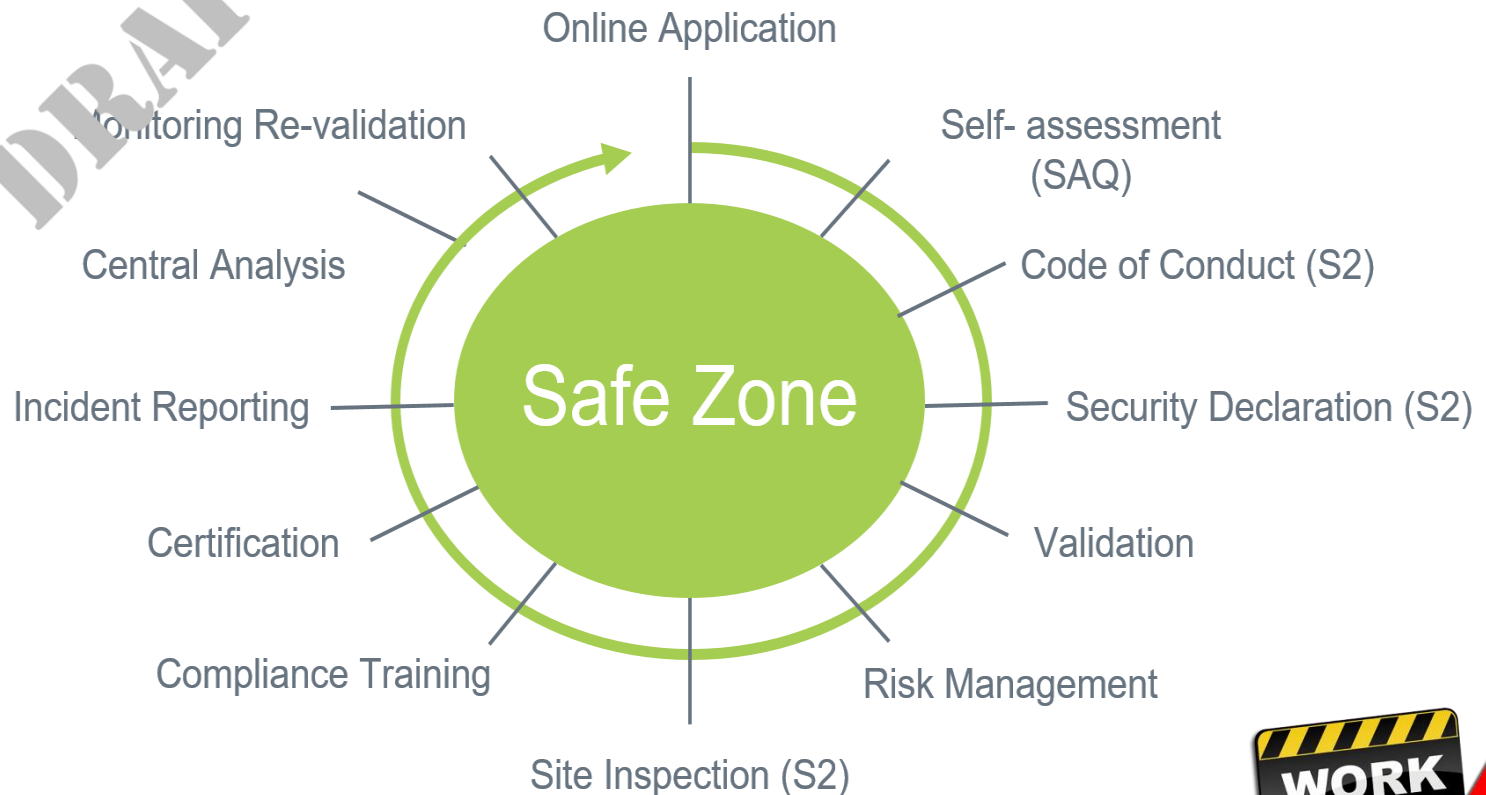 Online Application
Monitoring Re-validation
Self- assessment
(SAQ)
Central Analysis
Code of Conduct (S2)
Safe Zone
Incident Reporting
Security Declaration (S2)
Certification
Validation
Compliance Training
Risk Management
Site Inspection (S2)
WORK